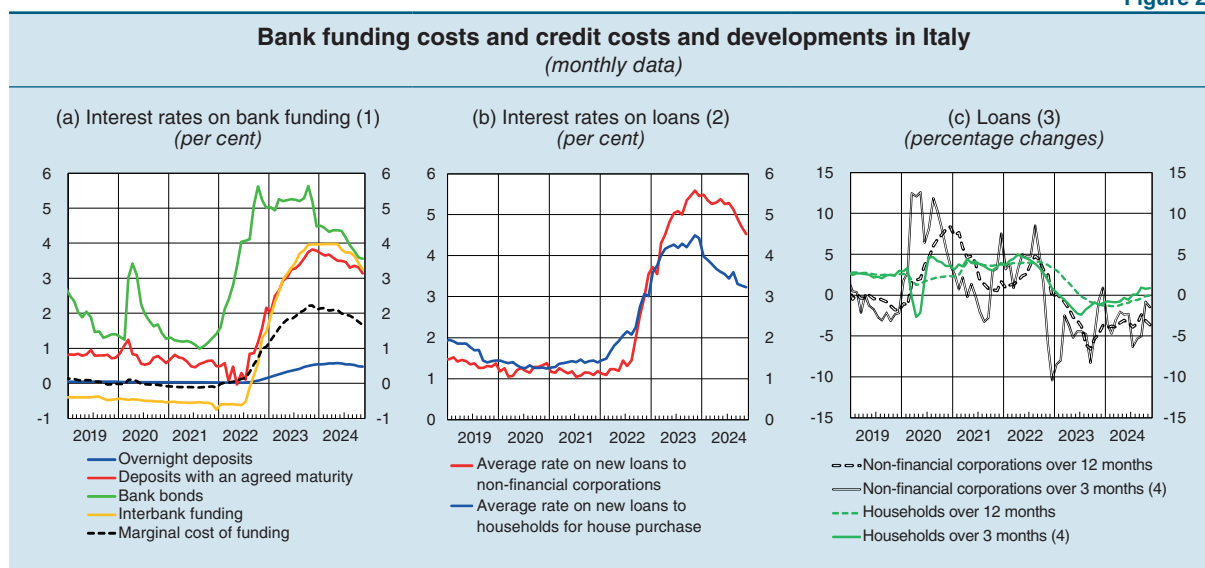 Figure 2
Bank funding costs and credit costs and developments in Italy
(monthly data)
(a) Interest rates on bank funding (1)
(per cent)
6 6
5 5
4 4
3 3
2 2
1 1
0 0
-1 -1
2019 2020 2021 2022 2023 2024
Overnight deposits
Deposits with an agreed maturity
Bank bonds
Interbank funding
Marginal cost of funding
(b) Interest rates on loans (2)
(per cent)
6 6
5 5
4 4
3 3
2 2
1 1
0 0
2019 2020 2021 2022 2023 2024
Average rate on new loans to
non-financial corporations
Average rate on new loans to
households for house purchase
(c) Loans (3)
(percentage changes)
15 15
10 10
5 5
0 0
-5 -5
-10 -10
-15 -15
2019 2020 2021 2022 2023 2024
Non-financial corporations over 12 months
Non-financial corporations over 3 months (4)
Households over 12 months
Households over 3 months (4)